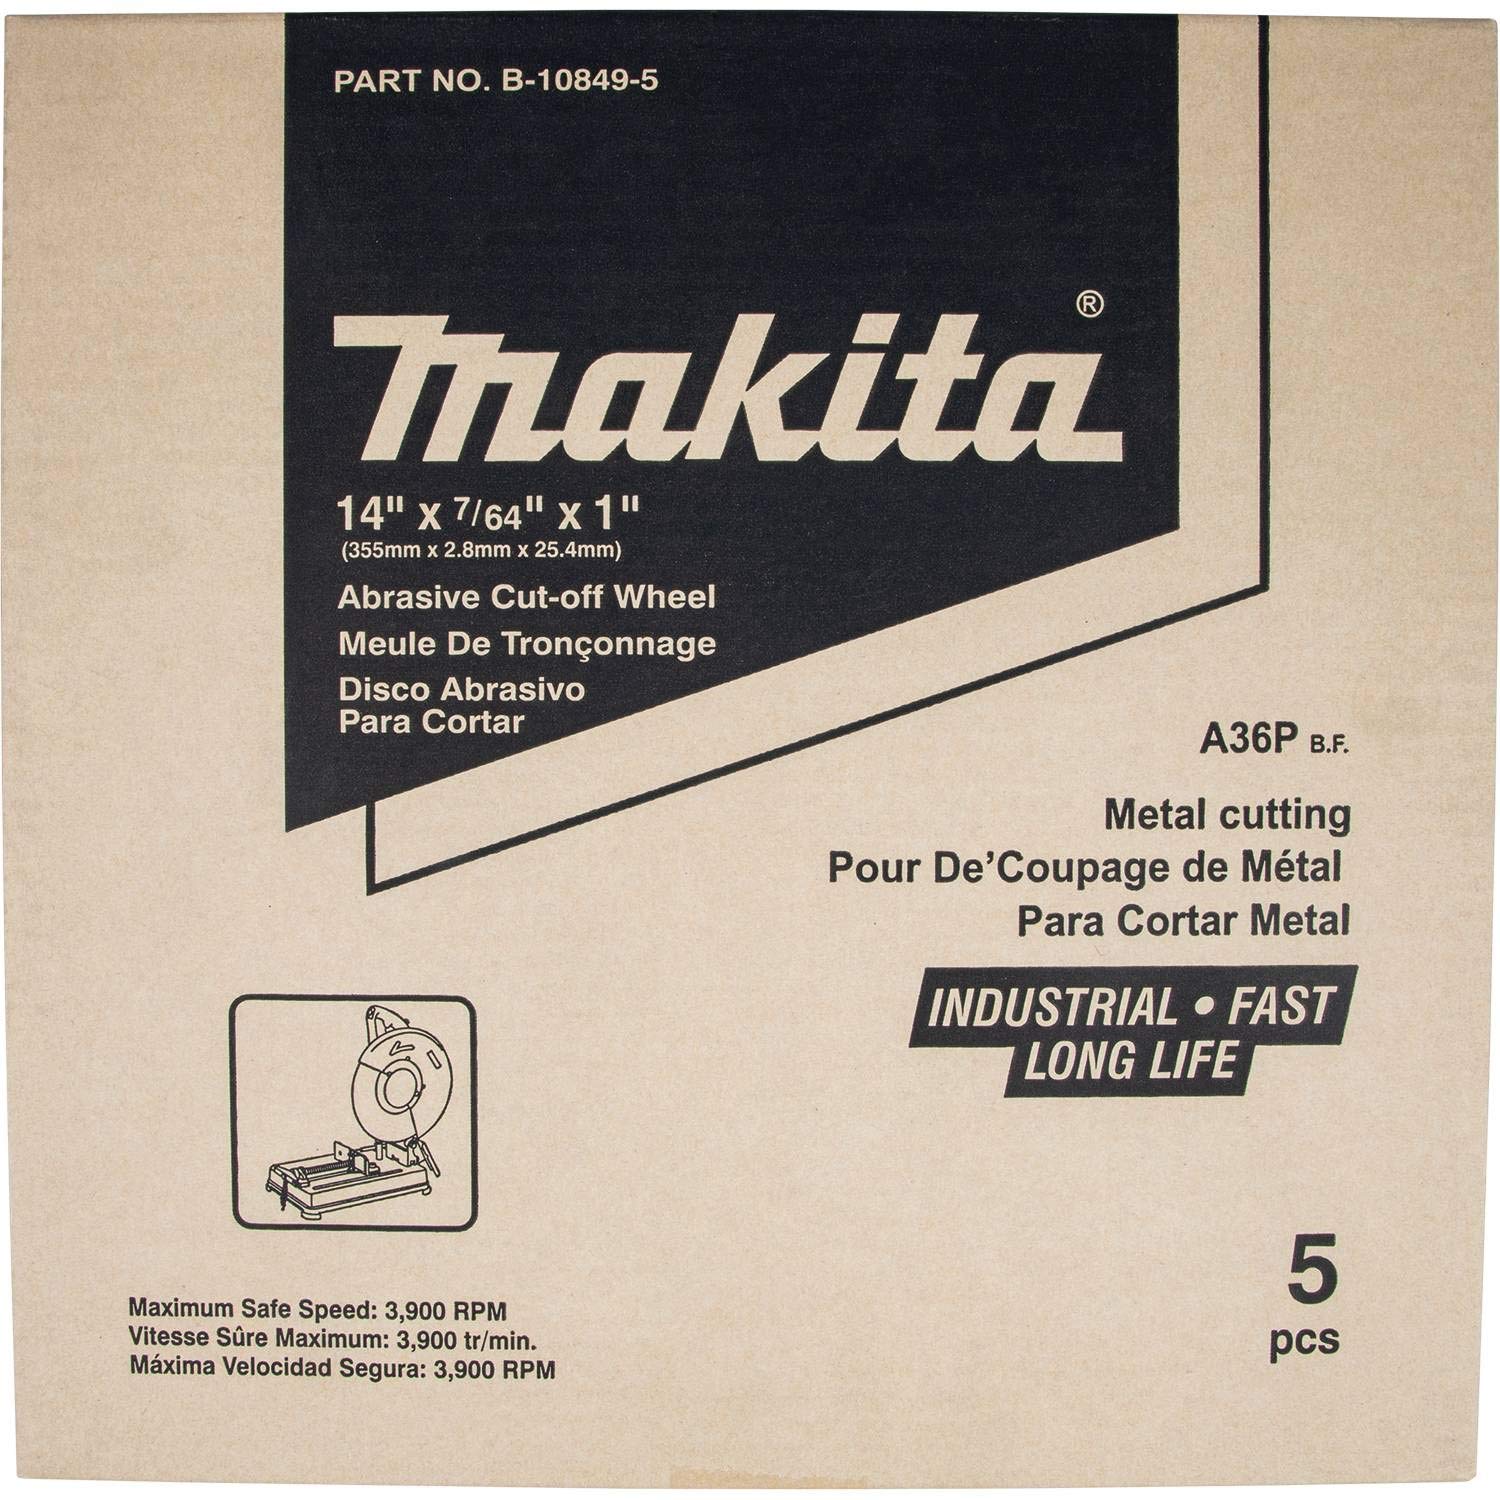 PART NO. B-10849-5
makita®
14" x 7/64" x 1"
(355mm x 2.8mm x 25.4mm)
Abrasive Cut-off Wheel
Meule De Tronçonnage
Disco Abrasivo
Para Cortar
A36P B.F.
Metal cutting
Pour De’Coupage de Métal
Para Cortar Metal
INDUSTRIAL • FAST
LONG LIFE
5
pcs
Maximum Safe Speed: 3,900 RPM
Vitesse Sûre Maximum: 3,900 tr/min.
Máxima Velocidad Segura: 3,900 RPM